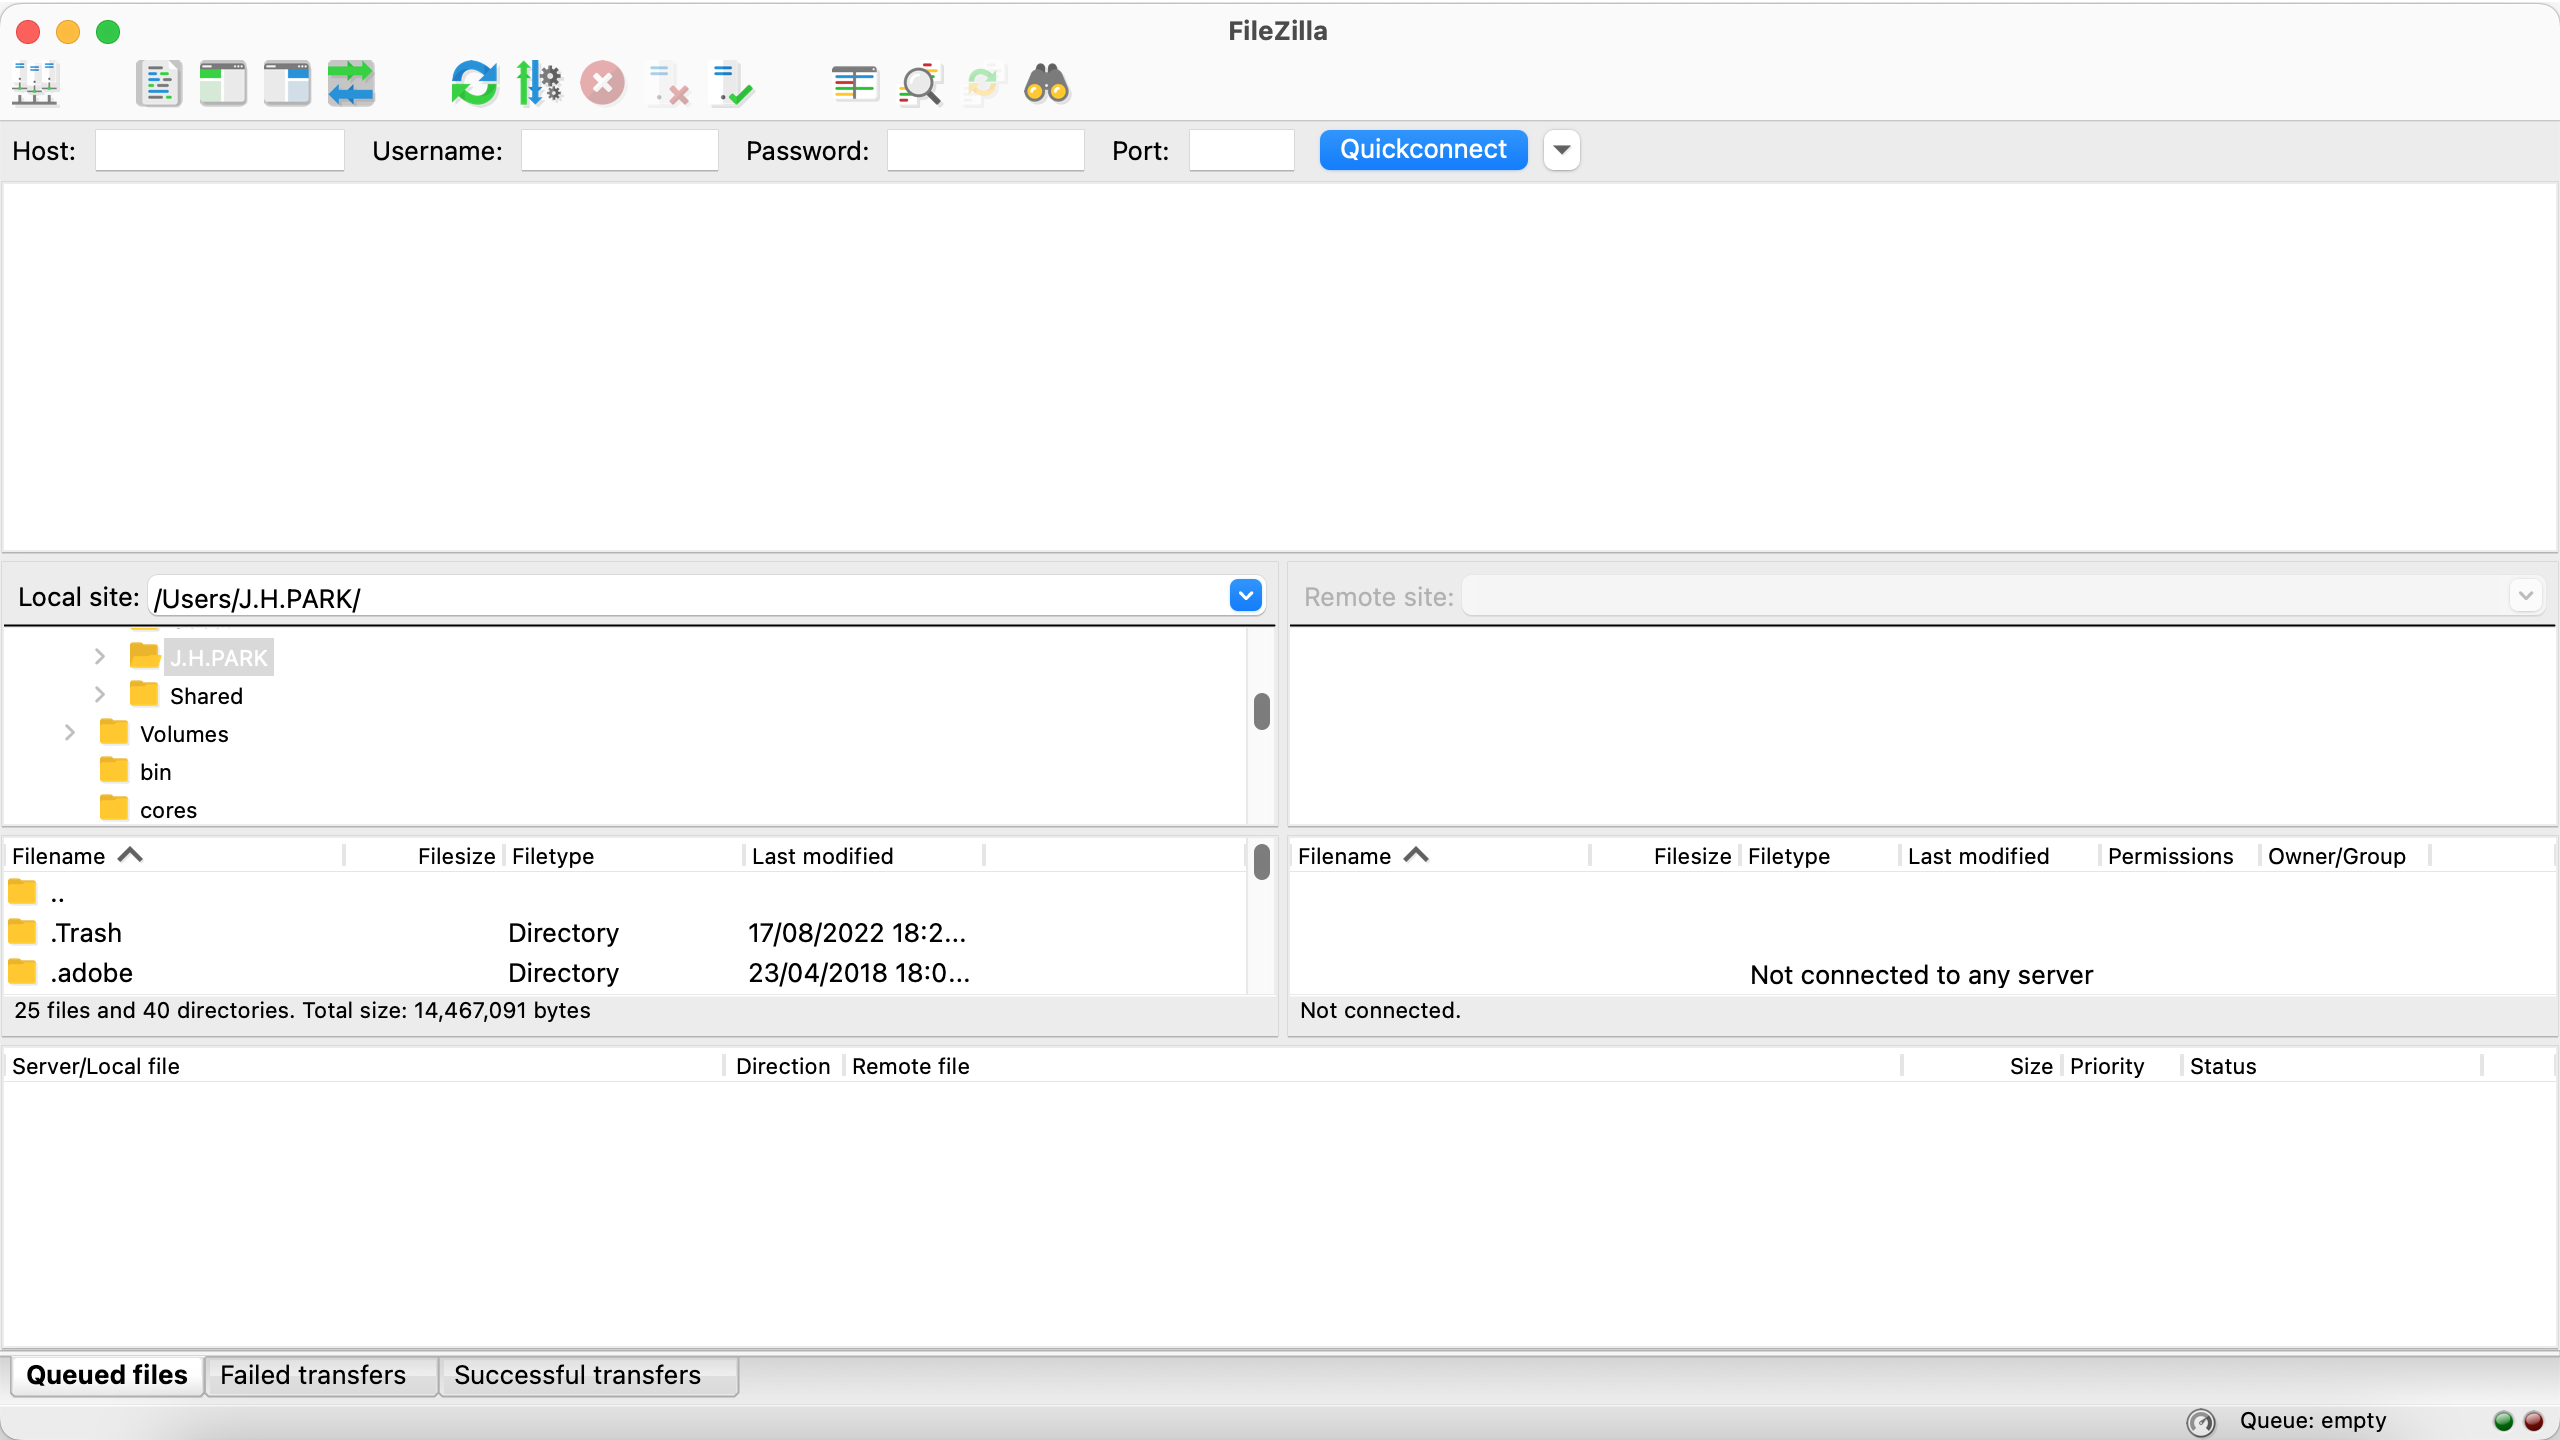 FileZilla
Host: Username: Password: Port: Quickconnect
Local site: /Users/J.H.PARK/
Remote site:
J.H.PARK
Shared
Volumes
bin
cores
Filename Filesize Filetype Last modified
..
.Trash Directory 17/08/2022 18:2...
.adobe Directory 23/04/2018 18:0...
25 files and 40 directories. Total size: 14,467,091 bytes
Filename Filesize Filetype Last modified Permissions Owner/Group
Not connected to any server
Not connected.
Server/Local file Direction Remote file Size Priority Status
Queued files Failed transfers Successful transfers
Queue: empty